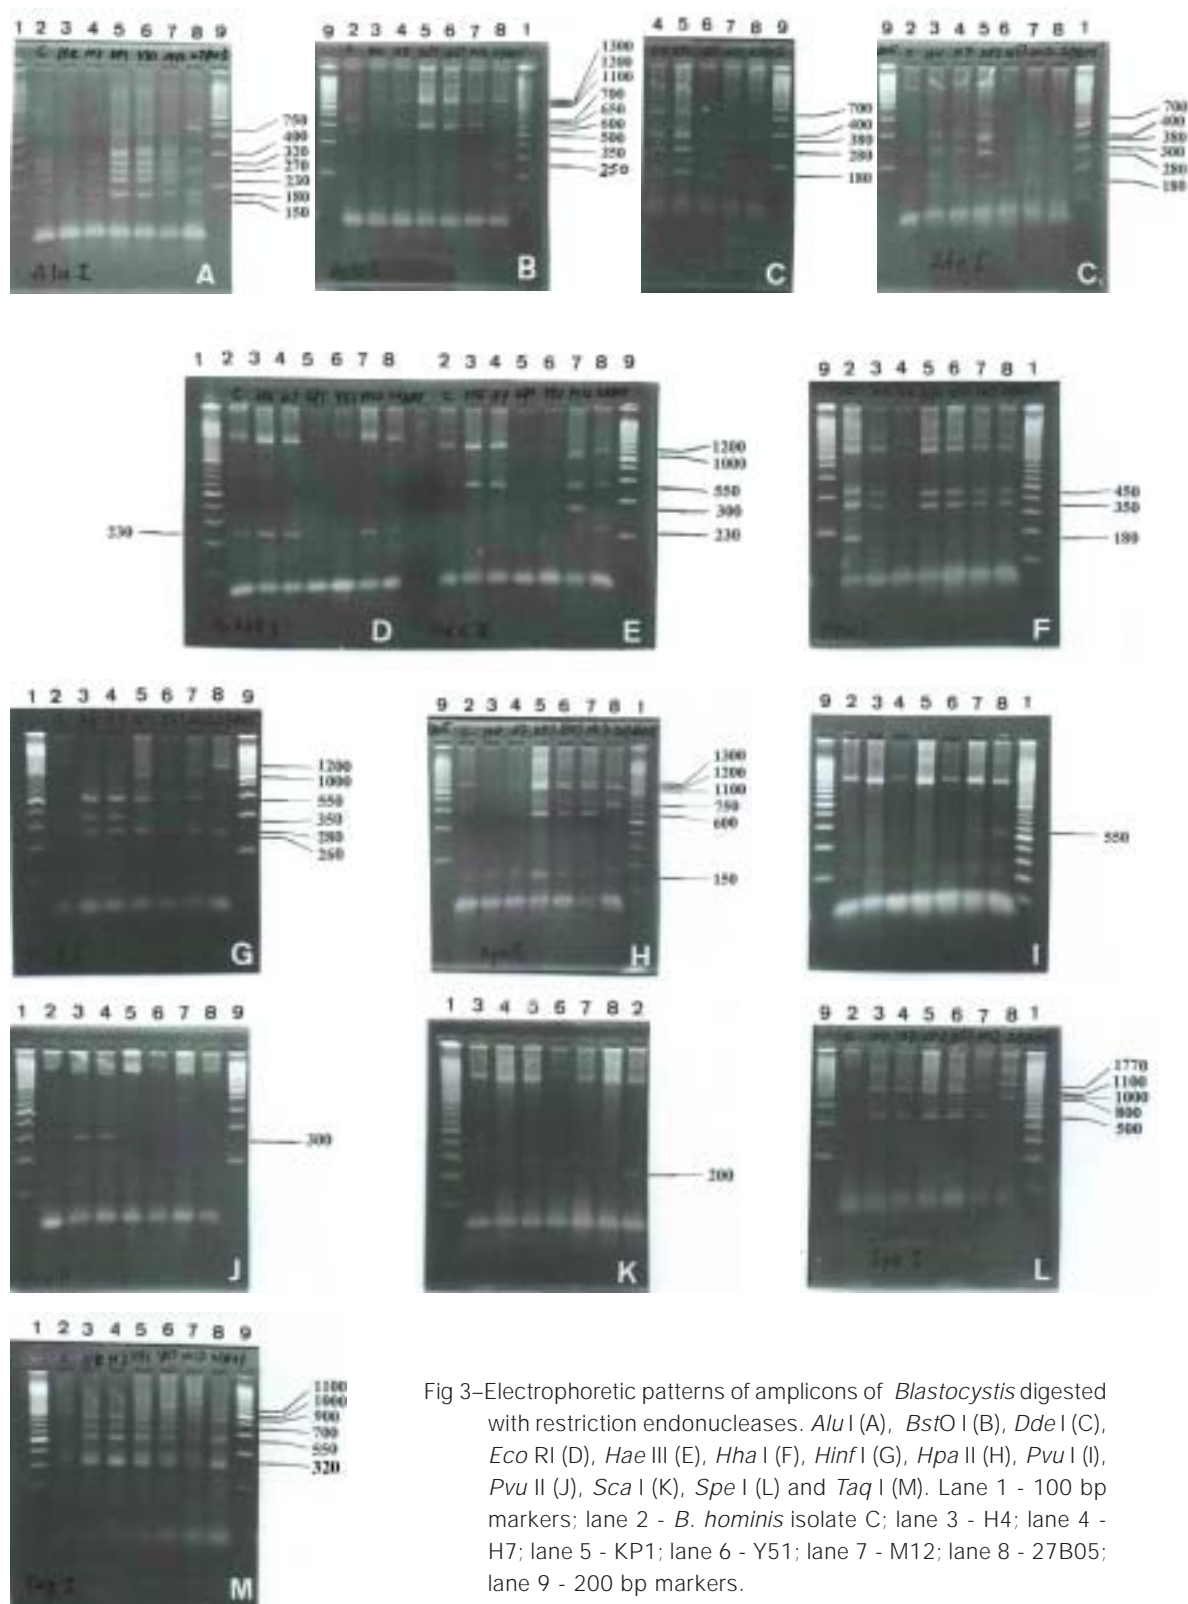 1 2 3 4 5 6 7 8 9
750
400
320
270
230
180
150
A
9 2 3 4 5 6 7 8 1
1300
1200
1100
700
650
600
500
350
250
B
4 5 6 7 8 9
700
400
380
280
180
C
9 2 3 4 5 6 7 8 1
700
400
380
300
280
180
C
1 2 3 4 5 6 7 8
230
D
2 3 4 5 6 7 8 9
1200
1000
550
300
230
E
9 2 3 4 5 6 7 8 1
450
350
180
F
1 2 3 4 5 6 7 8 9
1200
1000
550
350
280
260
G
9 2 3 4 5 6 7 8 1
1300
1200
1100
750
600
150
H
9 2 3 4 5 6 7 8 1
550
I
1 2 3 4 5 6 7 8 9
300
J
1 3 4 5 6 7 8 2
200
K
9 2 3 4 5 6 7 8 1
1770
1100
1000
800
500
L
1 2 3 4 5 6 7 8 9
1100
1000
900
700
550
320
M
Fig 3–Electrophoretic patterns of amplicons of Blastocystis digested
with restriction endonucleases. Alu I (A), BstO I (B), Dde I (C),
Eco RI (D), Hae III (E), Hha I (F), Hinf I (G), Hpa II (H), Pvu I (I),
Pvu II (J), Sca I (K), Spe I (L) and Taq I (M). Lane 1 - 100 bp
markers; lane 2 - B. hominis isolate C; lane 3 - H4; lane 4 -
H7; lane 5 - KP1; lane 6 - Y51; lane 7 - M12; lane 8 - 27B05;
lane 9 - 200 bp markers.